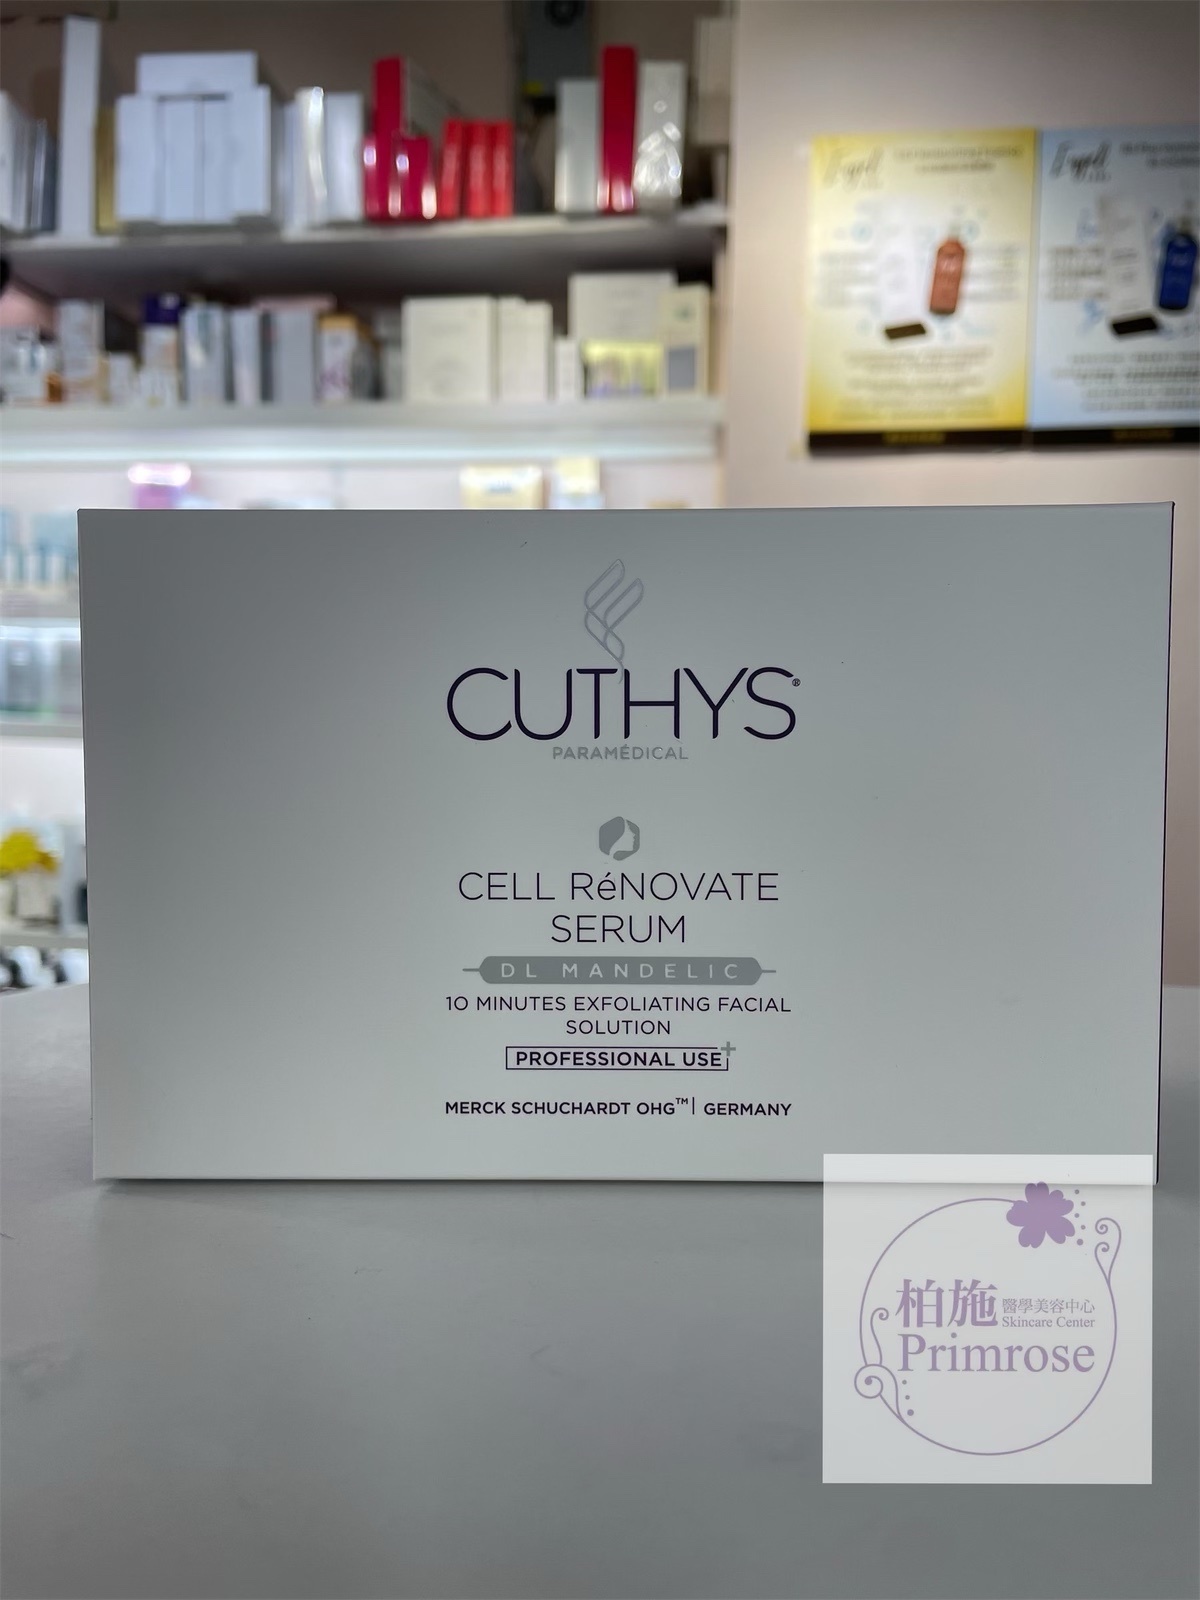 CUTHYS®
PARAMÉDICAL
CELL RéNOVATE
SERUM
DL MANDELIC
10 MINUTES EXFOLIATING FACIAL
SOLUTION
PROFESSIONAL USE+
MERCK SCHUCHARDT OHG™| GERMANY
柏施 醫學美容中心
Skincare Center
Primrose